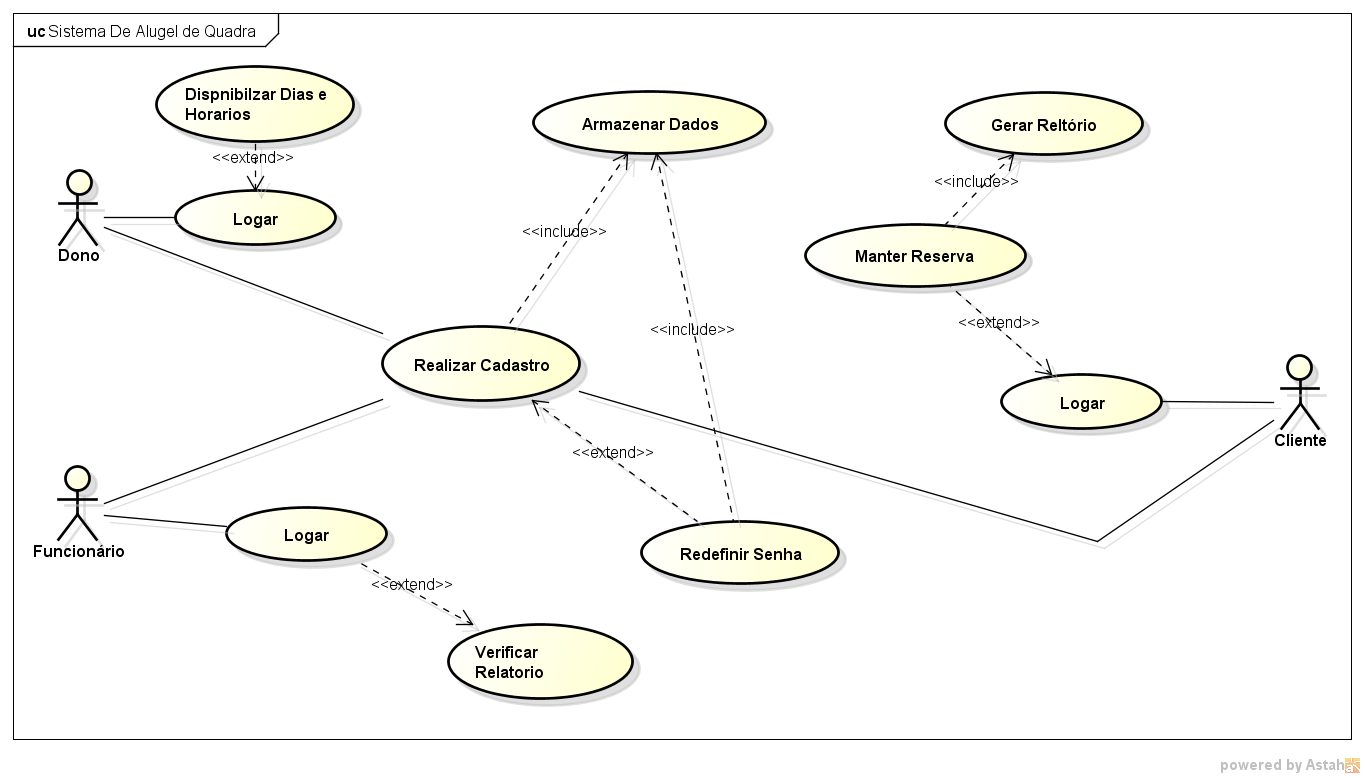 uc Sistema De Alugel de Quadra
Dispnibilzar Dias e
Horarios
<<extend>>
Logar
Dono
Armazenar Dados
<<include>>
<<include>>
Gerar Reltório
<<include>>
Manter Reserva
<<extend>>
Logar
Cliente
Realizar Cadastro
<<extend>>
Redefinir Senha
Funcionário
Logar
<<extend>>
Verificar
Relatorio
powered by Astah